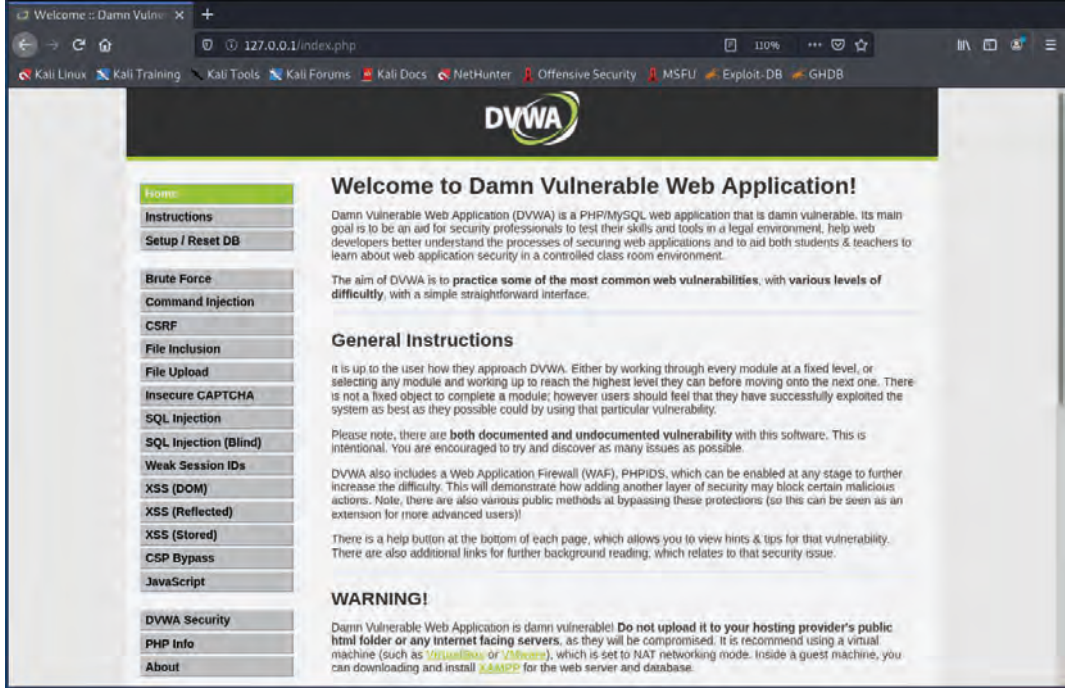 Welcome :: Damn Vulne
127.0.0.1/index.php
110%
Kali Linux Kali Training Kali Tools Kali Forums Kali Docs NetHunter Offensive Security MSFU Exploit-DB GHDB
DVWA
Home
Instructions
Setup / Reset DB
Brute Force
Command Injection
CSRF
File Inclusion
File Upload
Insecure CAPTCHA
SQL Injection
SQL Injection (Blind)
Weak Session IDs
XSS (DOM)
XSS (Reflected)
XSS (Stored)
CSP Bypass
JavaScript
DVWA Security
PHP Info
About
Welcome to Damn Vulnerable Web Application!
Damn Vulnerable Web Application (DVWA) is a PHP/MySQL web application that is damn vulnerable. Its main
goal is to be an aid for security professionals to test their skills and tools in a legal environment, help web
developers better understand the processes of securing web applications and to aid both students & teachers to
learn about web application security in a controlled class room environment.
The aim of DVWA is to practice some of the most common web vulnerabilities, with various levels of
difficultly, with a simple straightforward interface.
General Instructions
It is up to the user how they approach DVWA. Either by working through every module at a fixed level, or
selecting any module and working up to reach the highest level they can before moving onto the next one. There
is not a fixed object to complete a module; however users should feel that they have successfully exploited the
system as best as they possible could by using that particular vulnerability.
Please note, there are both documented and undocumented vulnerability with this software. This is
intentional. You are encouraged to try and discover as many issues as possible.
DVWA also includes a Web Application Firewall (WAF), PHPIDS, which can be enabled at any stage to further
increase the difficulty. This will demonstrate how adding another layer of security may block certain malicious
actions. Note, there are also various public methods at bypassing these protections (so this can be seen as an
extension for more advanced users)!
There is a help button at the bottom of each page, which allows you to view hints & tips for that vulnerability.
There are also additional links for further background reading, which relates to that security issue.
WARNING!
Damn Vulnerable Web Application is damn vulnerable! Do not upload it to your hosting provider's public
html folder or any Internet facing servers, as they will be compromised. It is recommend using a virtual
machine (such as VirtualBox or VMware), which is set to NAT networking mode. Inside a guest machine, you
can downloading and install XAMPP for the web server and database.